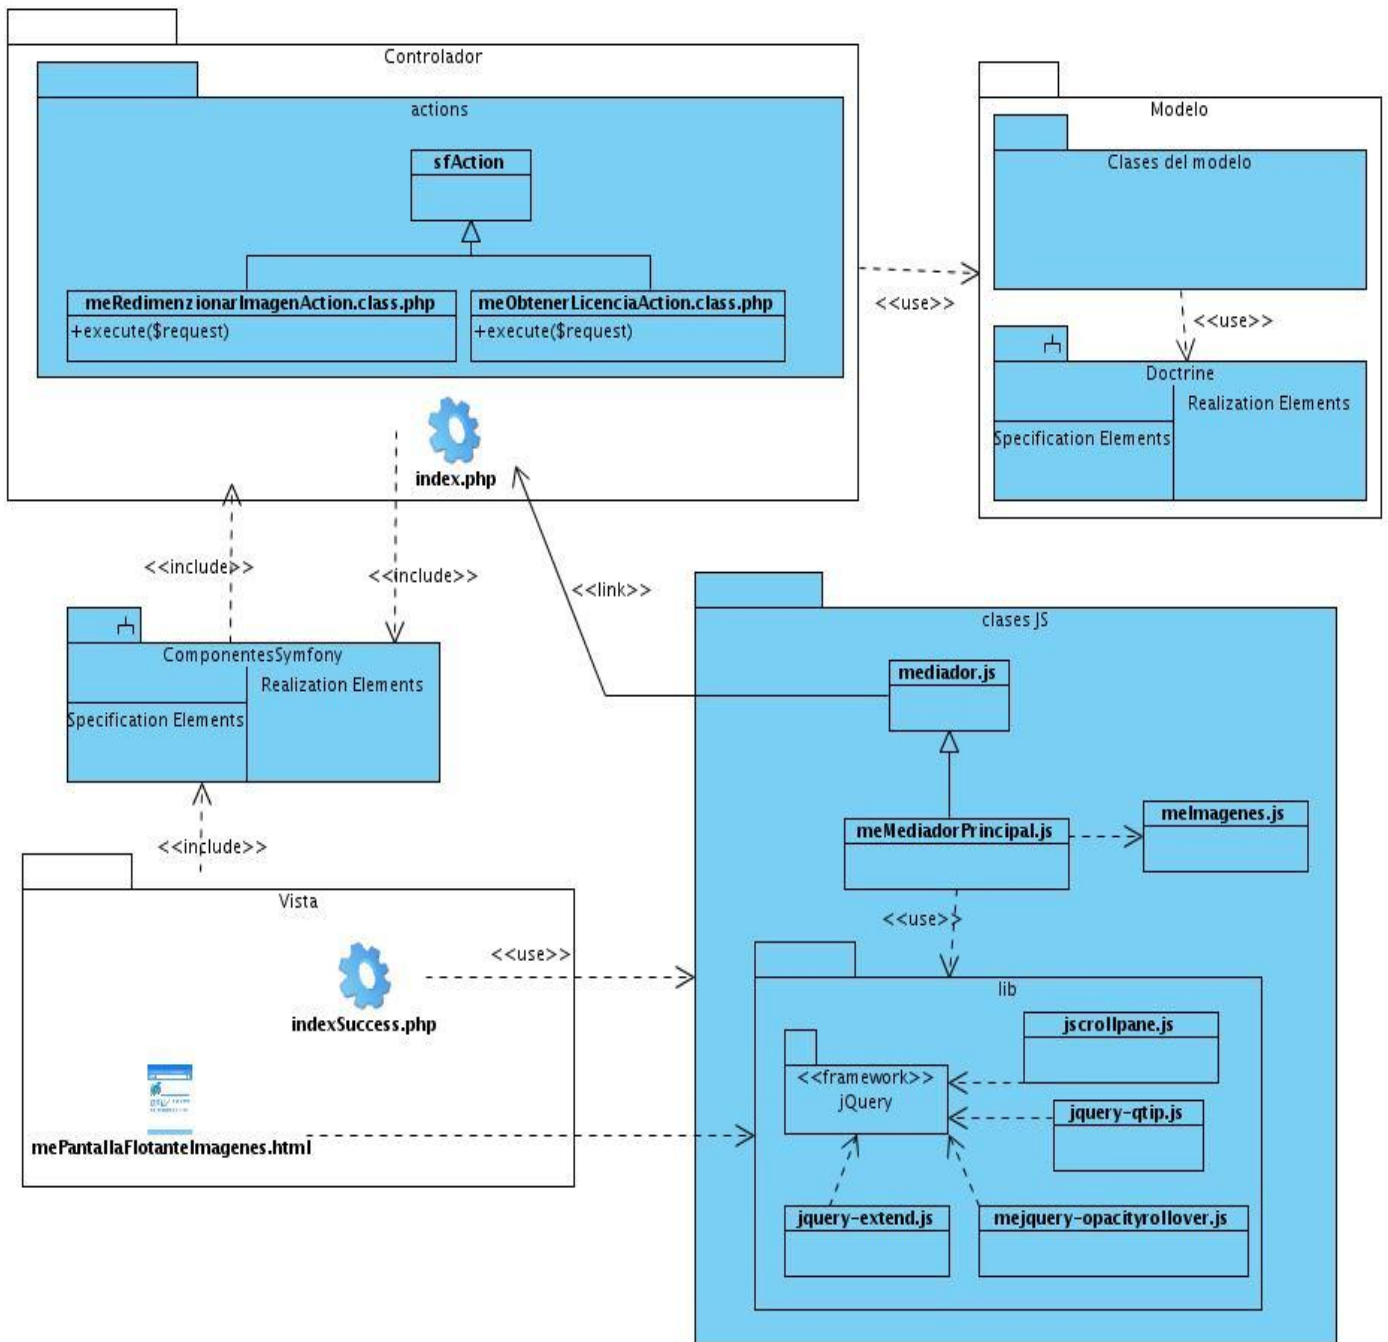 Controlador
actions
sfAction
meRedimenzionarImagenAction.class.php
+execute($request)
meObtenerLicenciaAction.class.php
+execute($request)
index.php
<<use>>
Modelo
Clases del modelo
<<use>>
Doctrine
Realization Elements
Specification Elements
<<include>>
<<include>>
<<link>>
ComponentesSymfony
Realization Elements
Specification Elements
<<include>>
Vista
indexSuccess.php
<<use>>
mePantallaFlotanteImagenes.html
clases JS
mediador.js
meMediadorPrincipal.js
meImagenes.js
<<use>>
lib
jscrollpane.js
<<framework>>
jQuery
jquery-qtip.js
jquery-extend.js
mejquery-opacityrollover.js